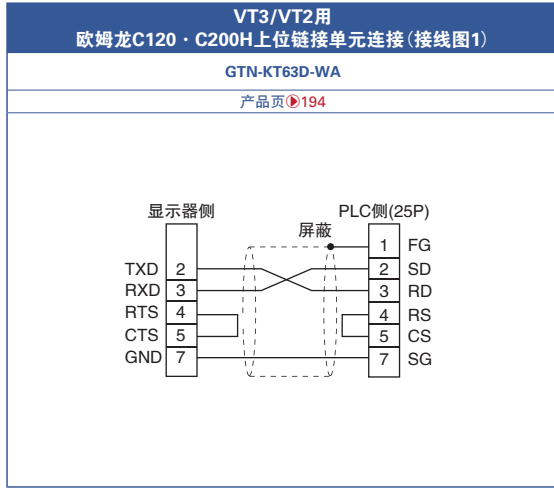 VT3/VT2用
欧姆龙C120・C200H上位链接单元连接(接线图1)
GTN-KT63D-WA
产品页▶194
显示器侧
PLC侧(25P)
屏蔽
1 FG
TXD 2 2 SD
RXD 3 3 RD
RTS 4 4 RS
CTS 5 5 CS
GND 7 7 SG